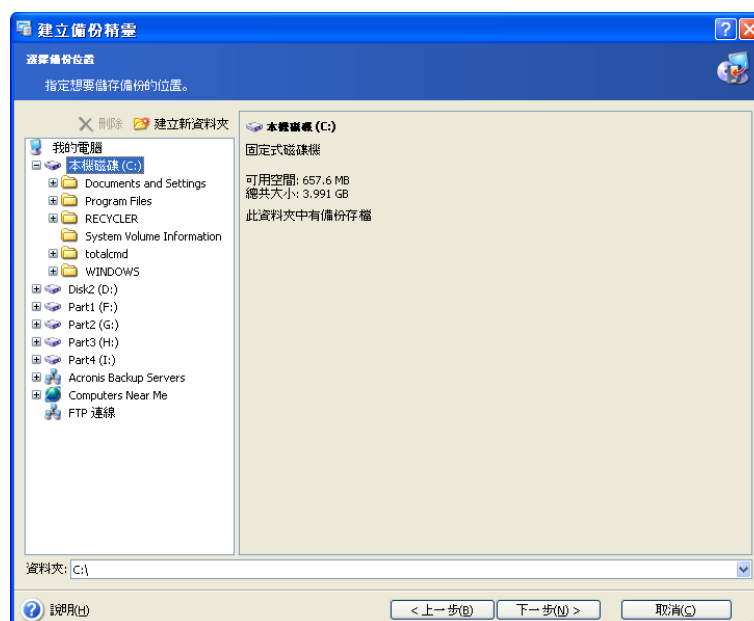 建立備份精靈
選擇備份位置
指定想要儲存備份的位置。
刪除 建立新資料夾
我的電腦
本機磁碟 (C:)
Documents and Settings
Program Files
RECYCLER
System Volume Information
totalcmd
WINDOWS
Disk2 (D:)
Part1 (F:)
Part2 (G:)
Part3 (H:)
Part4 (I:)
Acronis Backup Servers
Computers Near Me
FTP 連線
本機磁碟 (C:)
固定式磁碟機
可用空間: 657.6 MB
總共大小: 3.991 GB
此資料夾中有備份存檔
資料夾: C:\
說明(H)
< 上一步(B) 下一步(N) > 取消(C)